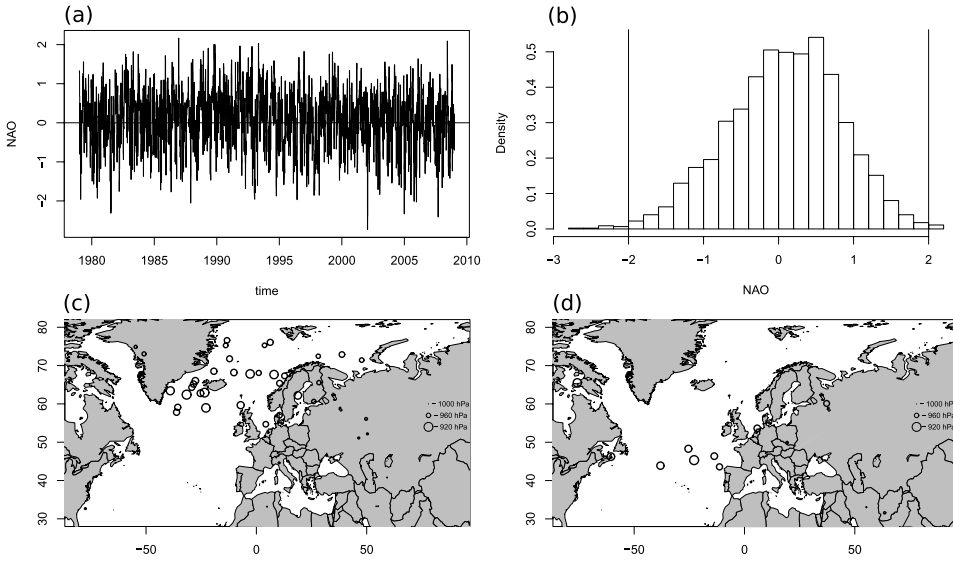 (a)
NAO
2
1
0
−1
−2
1980 1985 1990 1995 2000 2005 2010
time
(b)
Density
0.5
0.4
0.3
0.2
0.1
0.0
−3 −2 −1 0 1 2
NAO
(c)
80
70
60
50
40
30
1000 hPa
960 hPa
920 hPa
−50 0 50
(d)
80
70
60
50
40
30
1000 hPa
960 hPa
920 hPa
−50 0 50